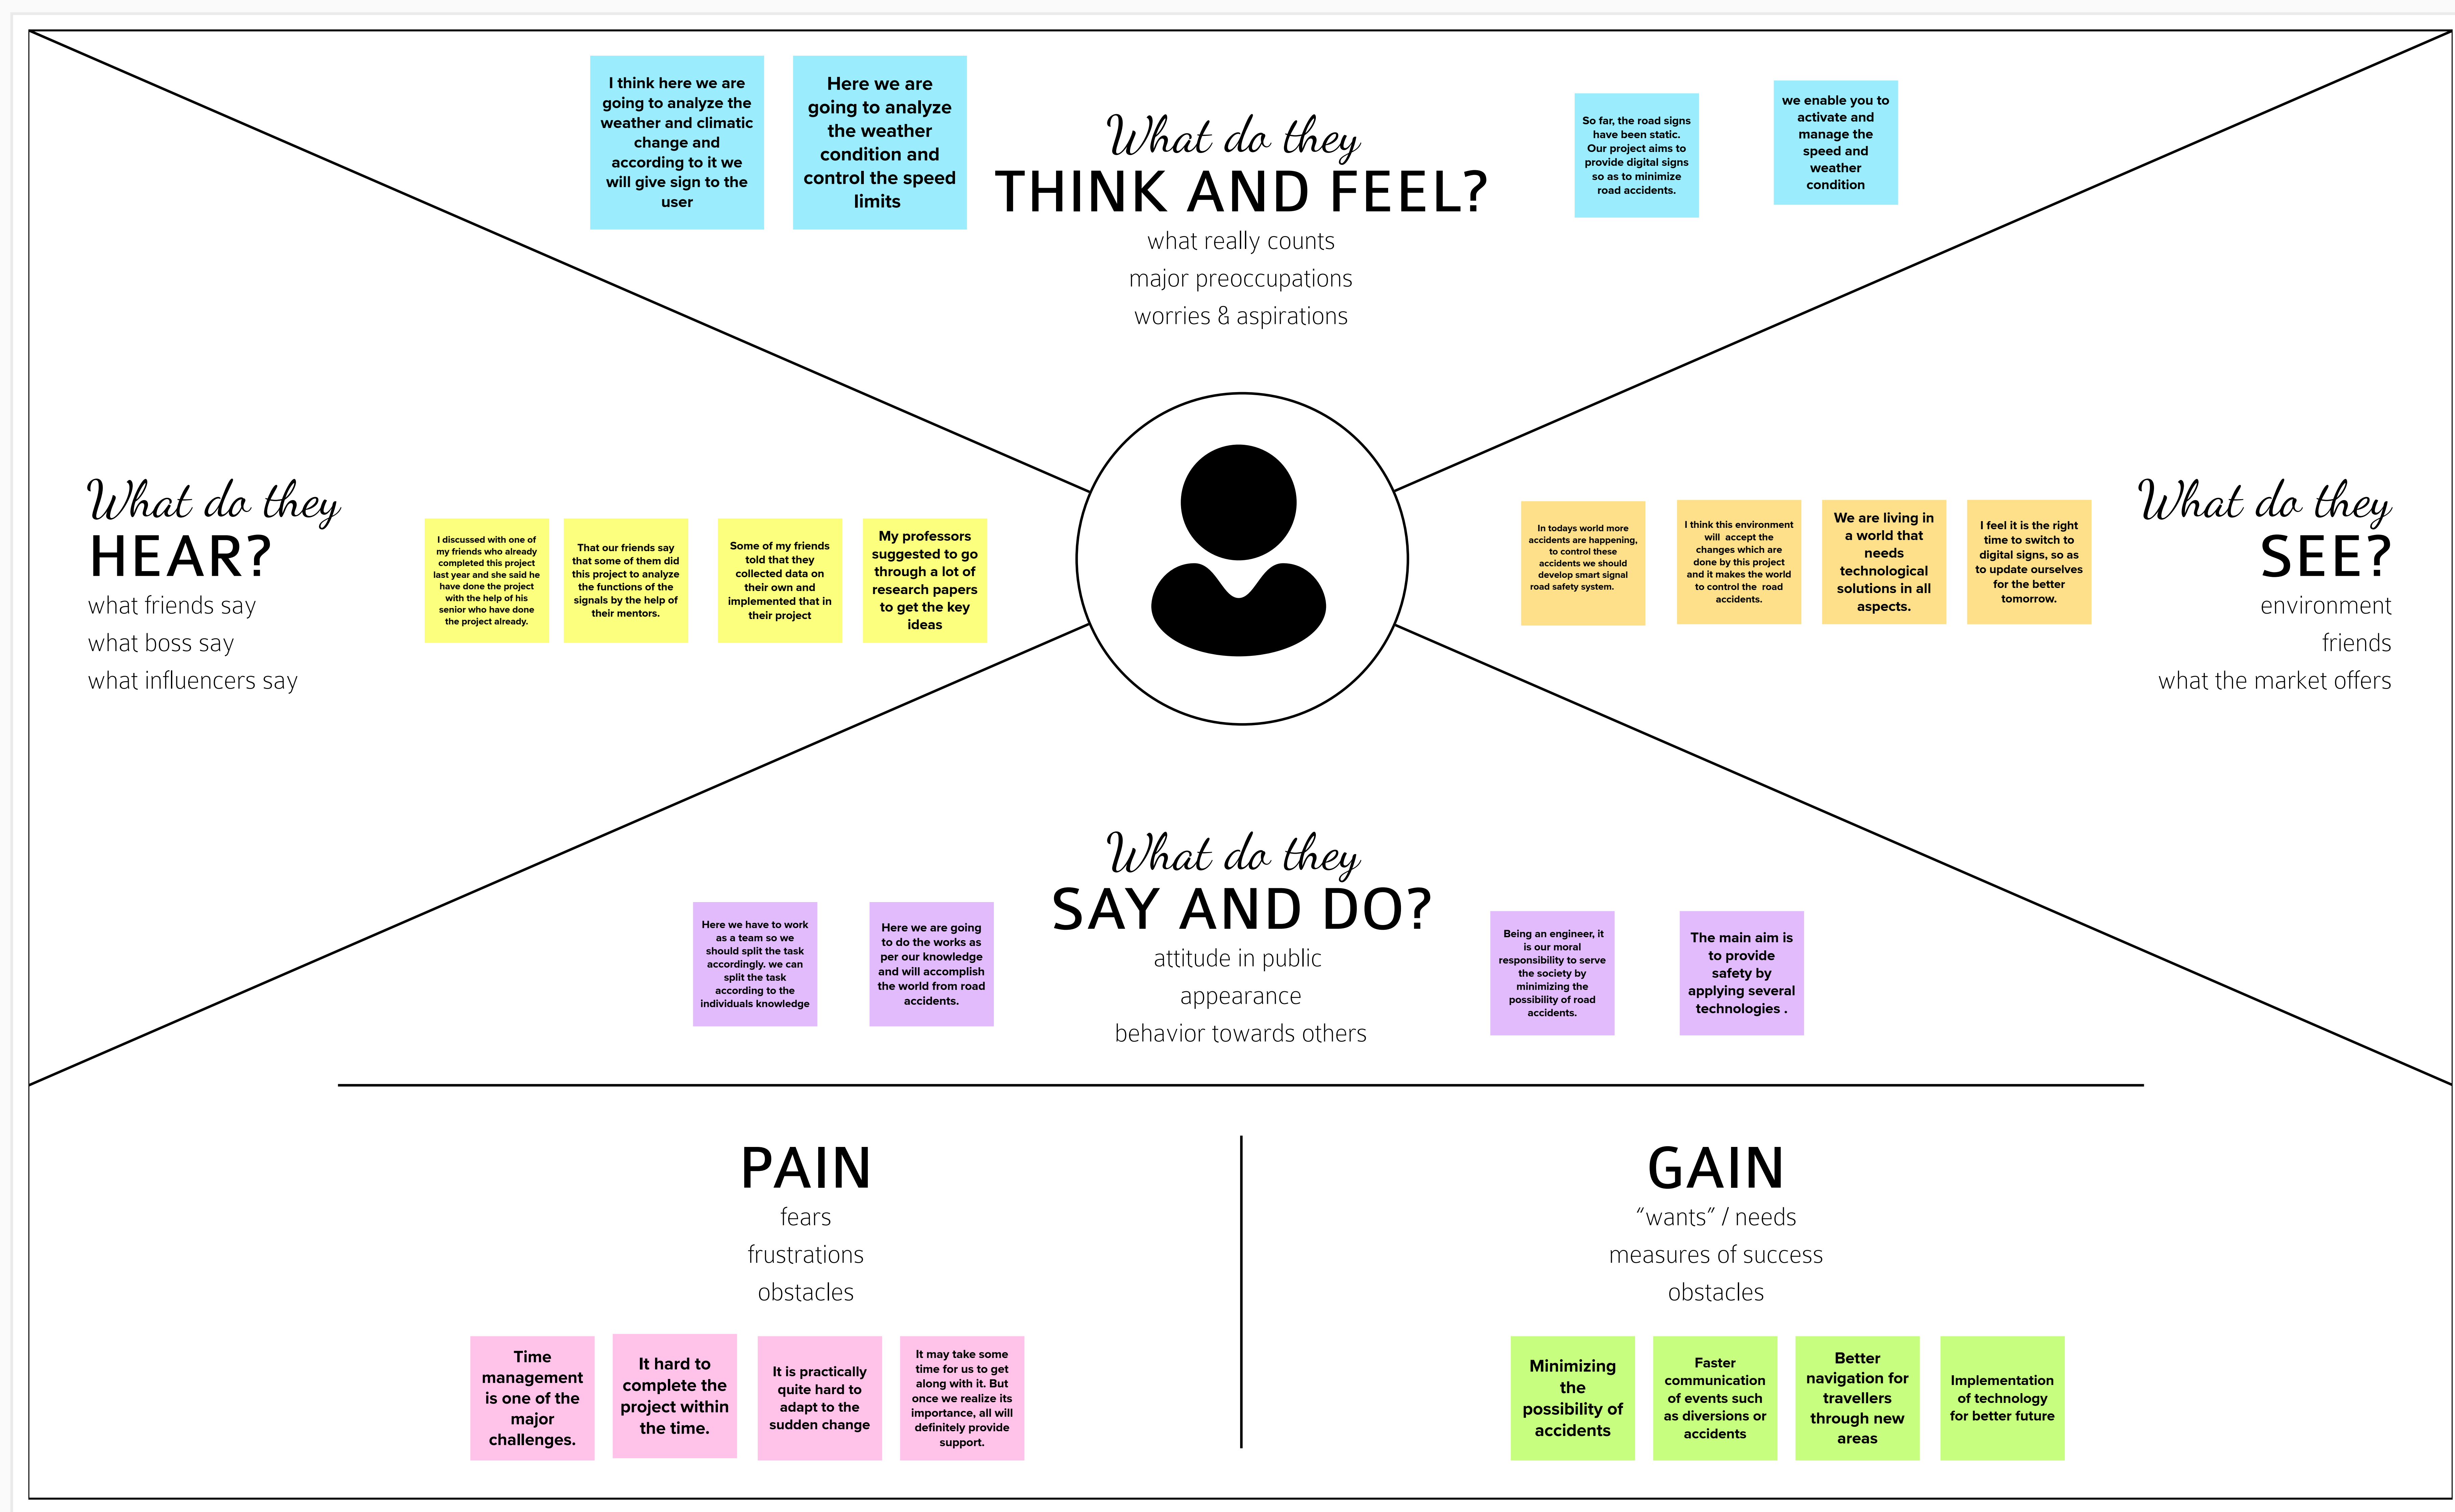 I think here we are
going to analyze the
weather and climatic
change and
according to it we
will give sign to the
user
Here we are
going to analyze
the weather
condition and
control the speed
limits
What do they
THINK AND FEEL?
what really counts
major preoccupations
worries & aspirations
So far, the road signs
have been static.
Our project aims to
provide digital signs
so as to minimize
road accidents.
we enable you to
activate and
manage the
speed and
weather
condition
What do they
HEAR?
what friends say
what boss say
what influencers say
I discussed with one of
my friends who already
completed this project
last year and she said he
have done the project
with the help of his
senior who have done
the project already.
That our friends say
that some of them did
this project to analyze
the functions of the
signals by the help of
their mentors.
Some of my friends
told that they
collected data on
their own and
implemented that in
their project
My professors
suggested to go
through a lot of
research papers
to get the key
ideas
In todays world more
accidents are happening,
to control these
accidents we should
develop smart signal
road safety system.
I think this environment
will accept the
changes which are
done by this project
and it makes the world
to control the road
accidents.
We are living in
a world that
needs
technological
solutions in all
aspects.
I feel it is the right
time to switch to
digital signs, so as
to update ourselves
for the better
tomorrow.
What do they
SEE?
environment
friends
what the market offers
Here we have to work
as a team so we
should split the task
accordingly. we can
split the task
according to the
individuals knowledge
Here we are going
to do the works as
per our knowledge
and will accomplish
the world from road
accidents.
What do they
SAY AND DO?
attitude in public
appearance
behavior towards others
Being an engineer, it
is our moral
responsibility to serve
the society by
minimizing the
possibility of road
accidents.
The main aim is
to provide
safety by
applying several
technologies .
PAIN
fears
frustrations
obstacles
Time
management
is one of the
major
challenges.
It hard to
complete the
project within
the time.
It is practically
quite hard to
adapt to the
sudden change
It may take some
time for us to get
along with it. But
once we realize its
importance, all will
definitely provide
support.
GAIN
“wants” / needs
measures of success
obstacles
Minimizing
the
possibility of
accidents
Faster
communication
of events such
as diversions or
accidents
Better
navigation for
travellers
through new
areas
Implementation
of technology
for better future